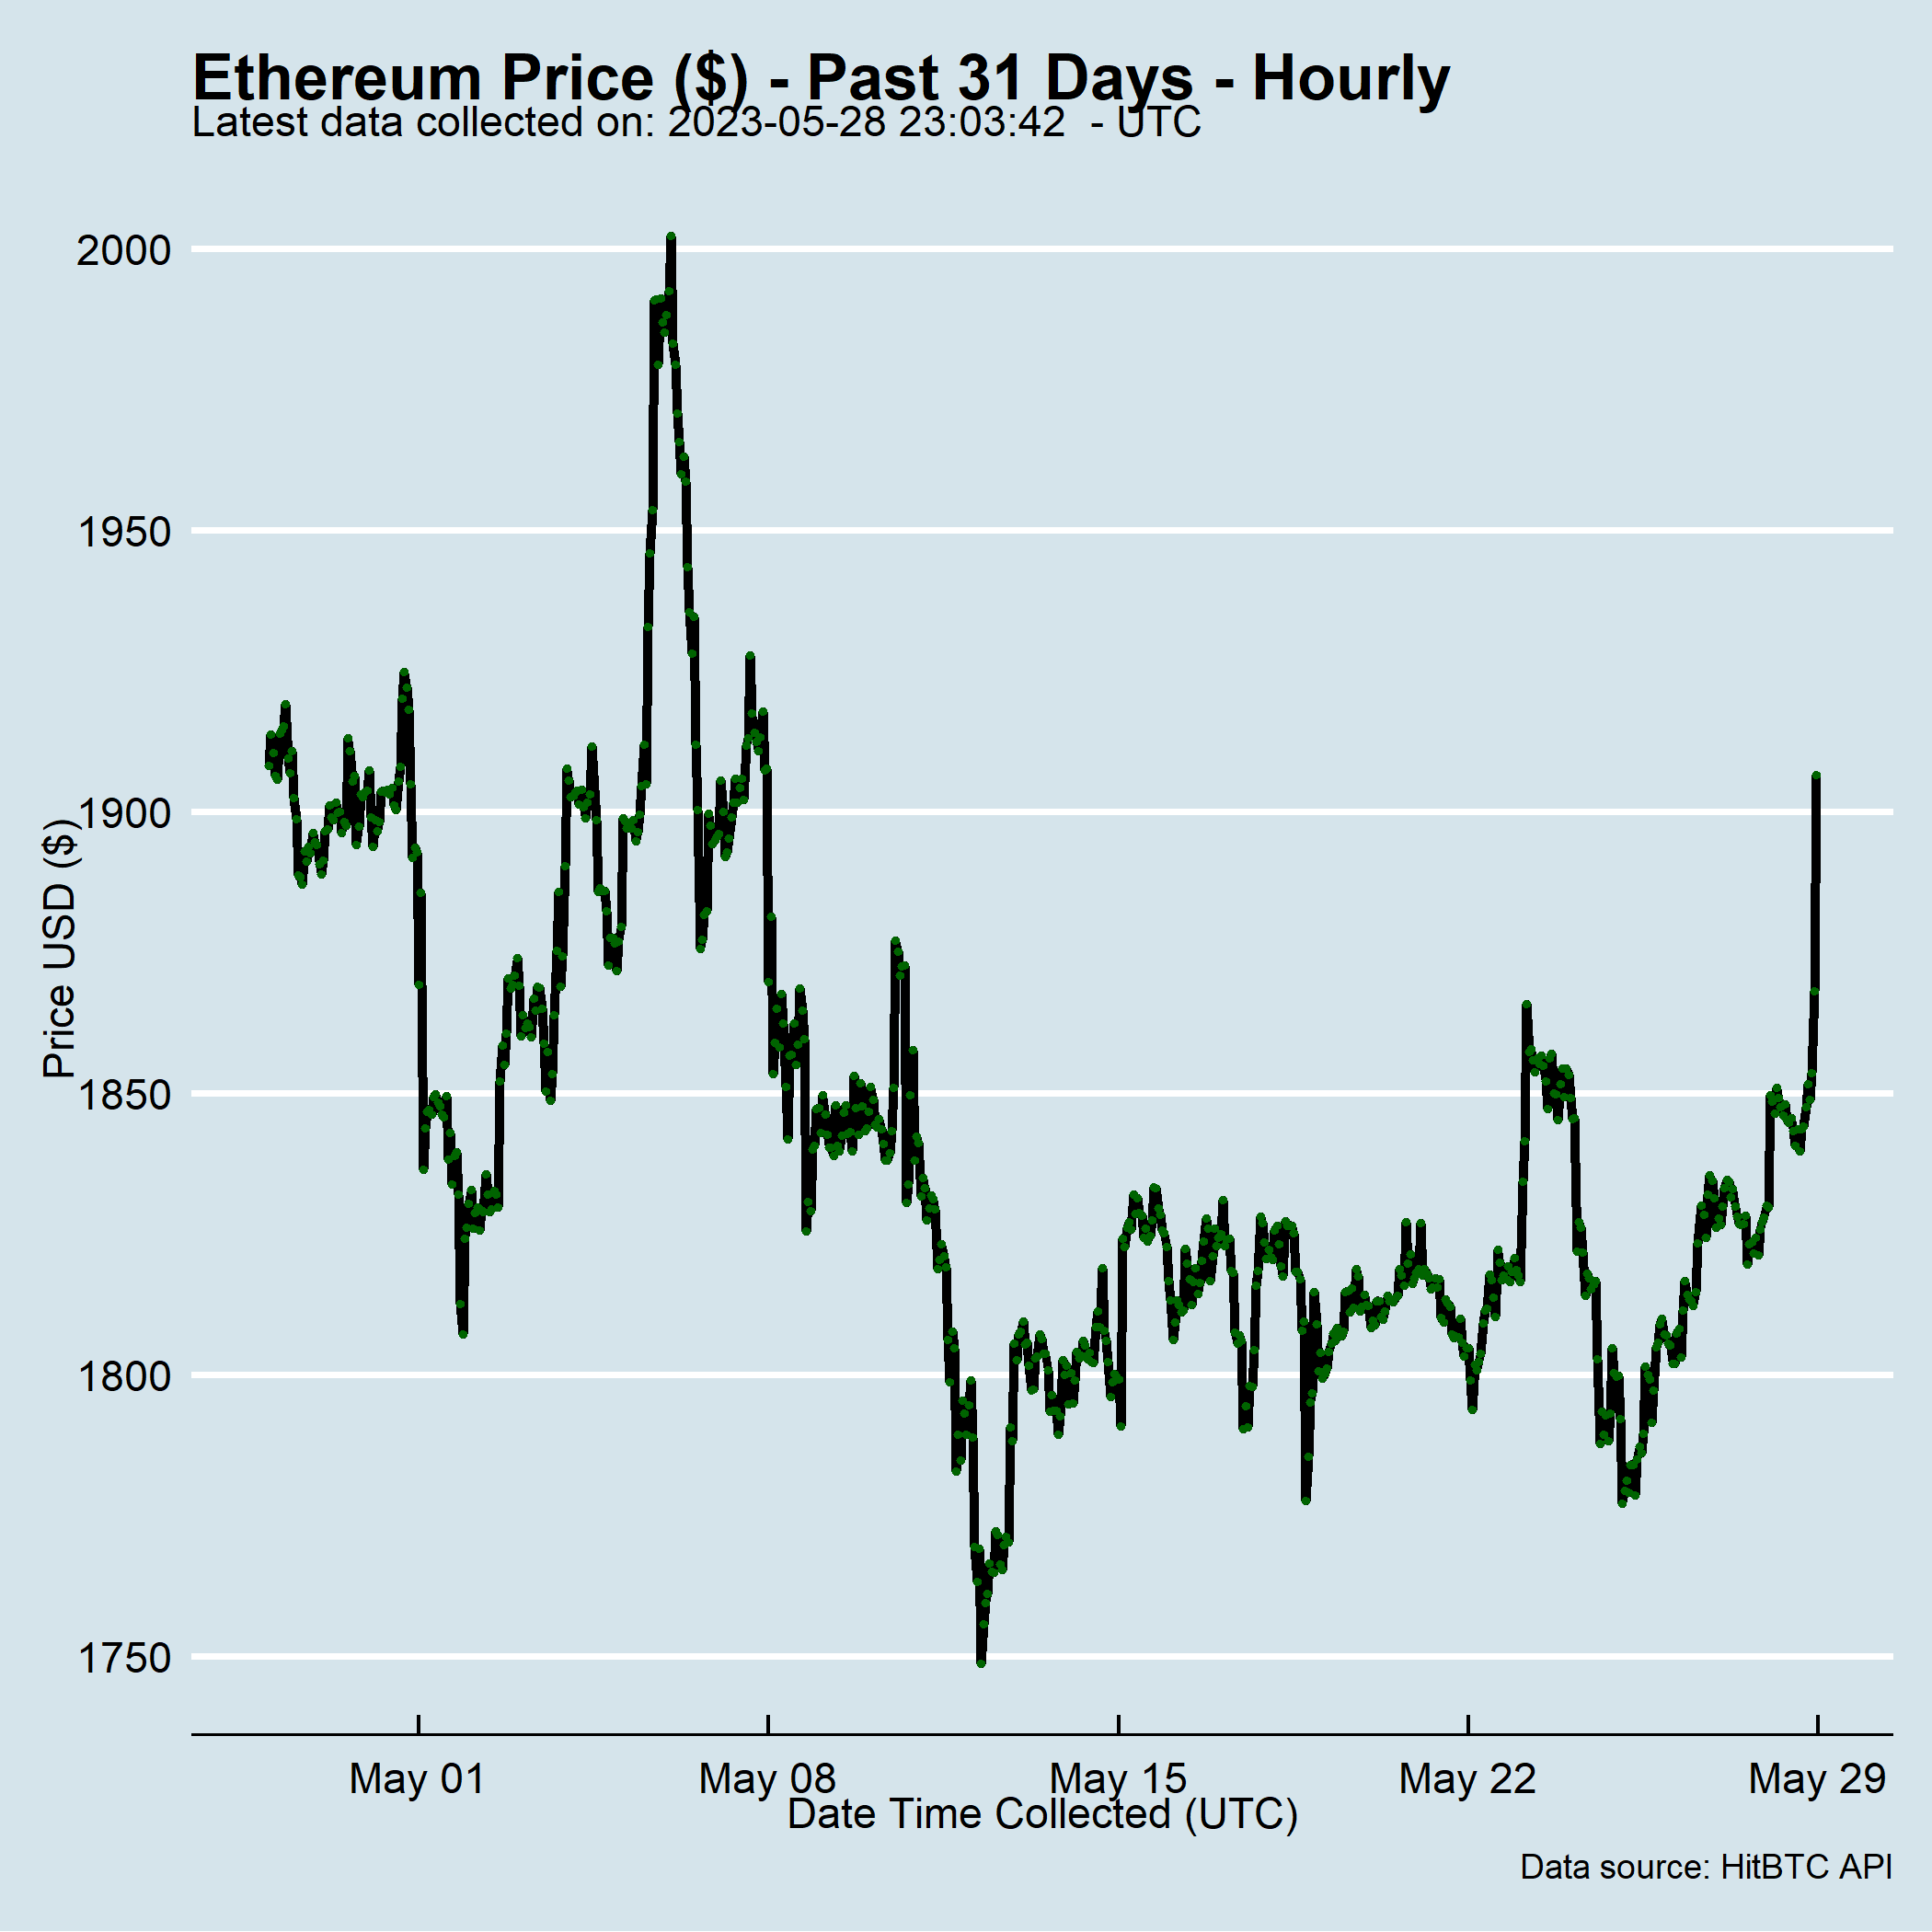 Ethereum Price ($) - Past 31 Days - Hourly
Latest data collected on: 2023-05-28 23:03:42  - UTC
2000
1950
1900
1850
1800
1750
Price USD ($)
May 01 May 08 May 15 May 22 May 29
Date Time Collected (UTC)
Data source: HitBTC API